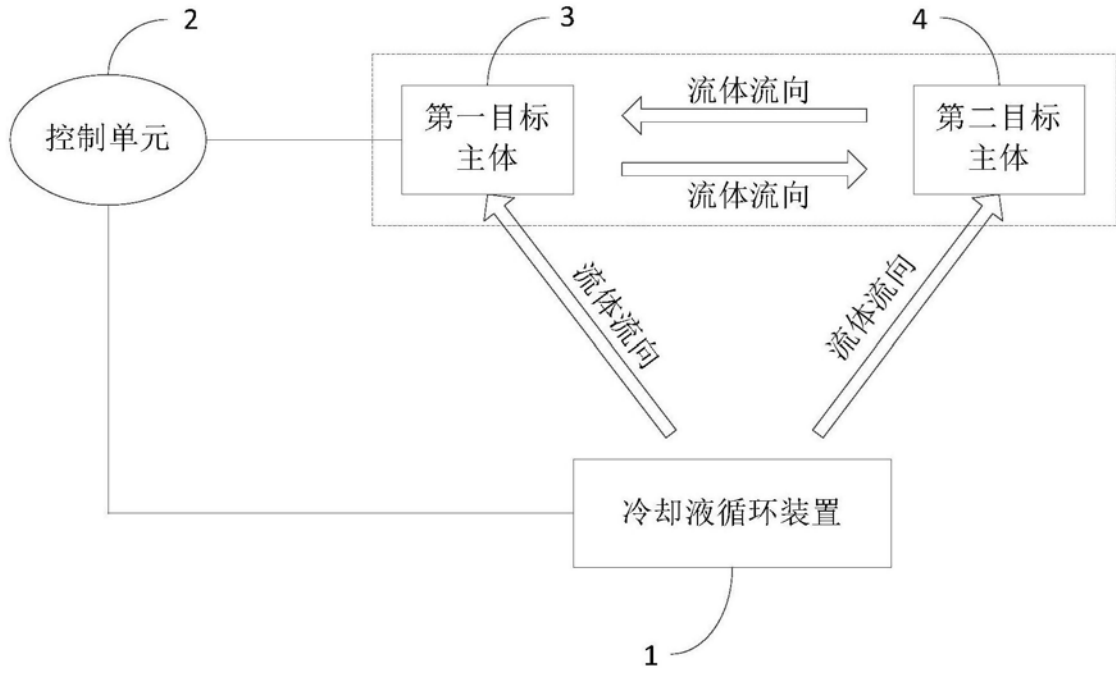 2
3
4
控制单元
第一目标
主体
流体流向
流体流向
第二目标
主体
流体流向
流体流向
冷却液循环装置
1